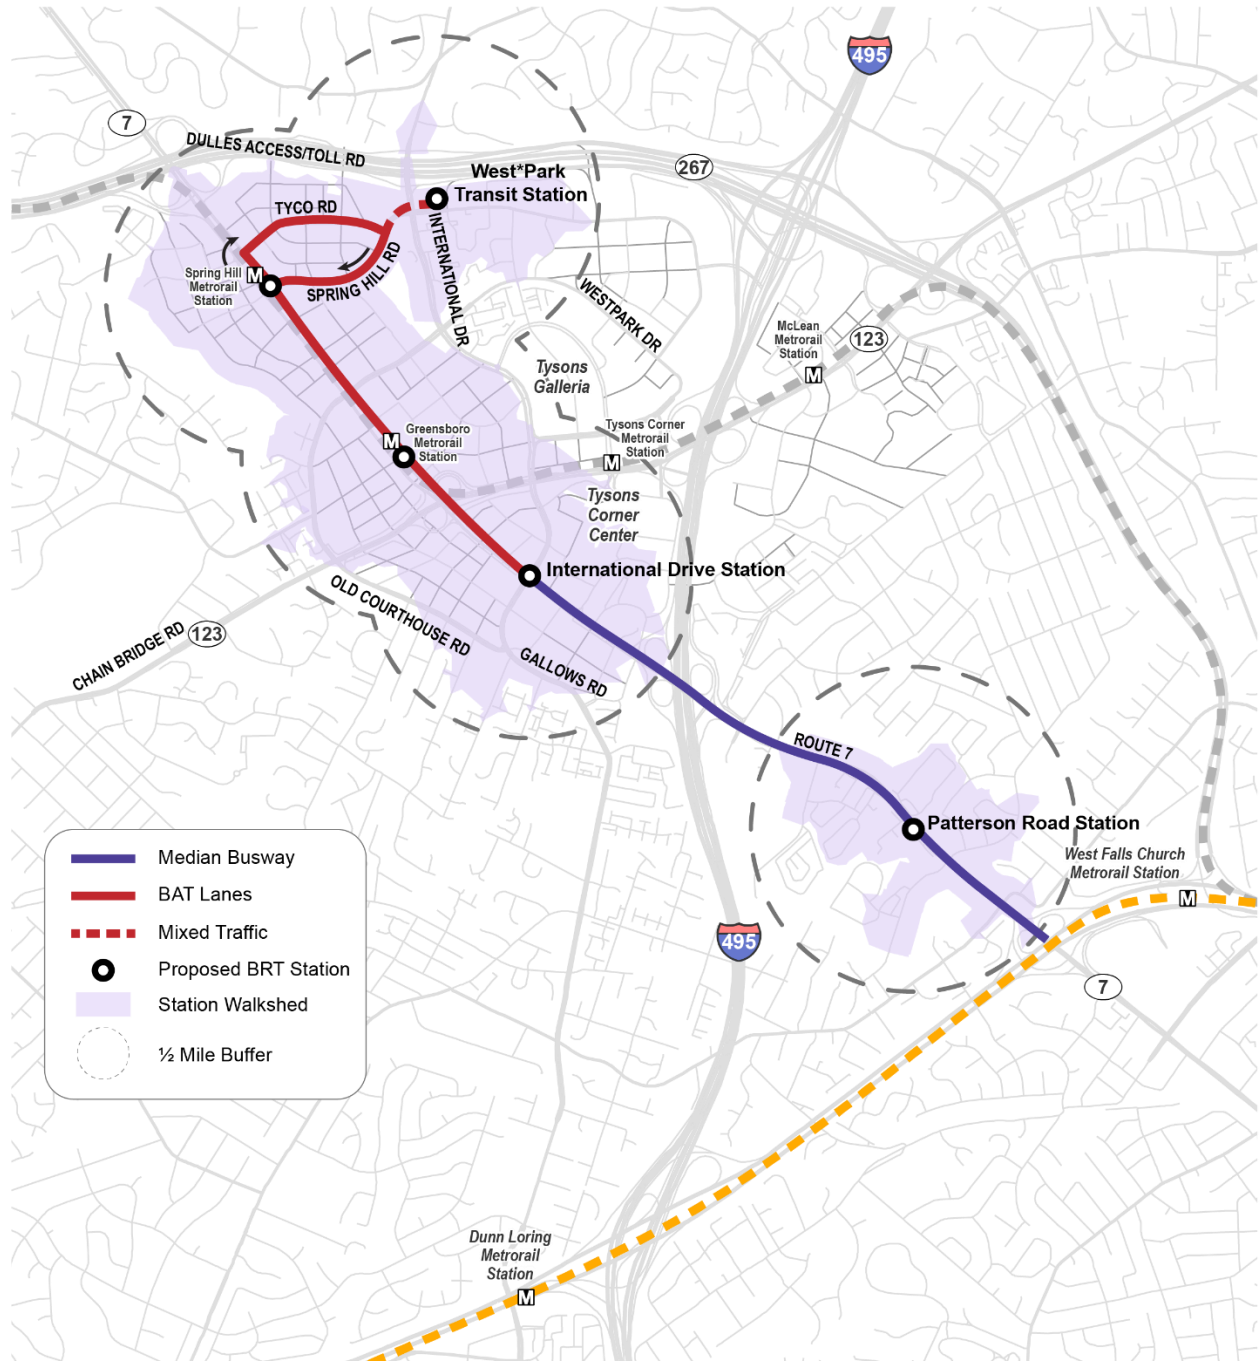 495
7
DULLES ACCESS/TOLL RD
267
West*Park
Transit Station
TYCO RD
INTERNATIONAL DR
SPRING HILL RD
Spring Hill
Metrorail
Station
M
WESTPARK DR
McLean
Metrorail
Station
M
123
Tysons
Galleria
Greensboro
Metrorail
Station
M
Tysons Corner
Metrorail
Station
M
Tysons
Corner
Center
International Drive Station
OLD COURTHOUSE RD
123
CHAIN BRIDGE RD
GALLOWS RD
ROUTE 7
Patterson Road Station
West Falls Church
Metrorail Station
M
495
7
Median Busway
BAT Lanes
Mixed Traffic
Proposed BRT Station
Station Walkshed
½ Mile Buffer
Dunn Loring
Metrorail
Station
M